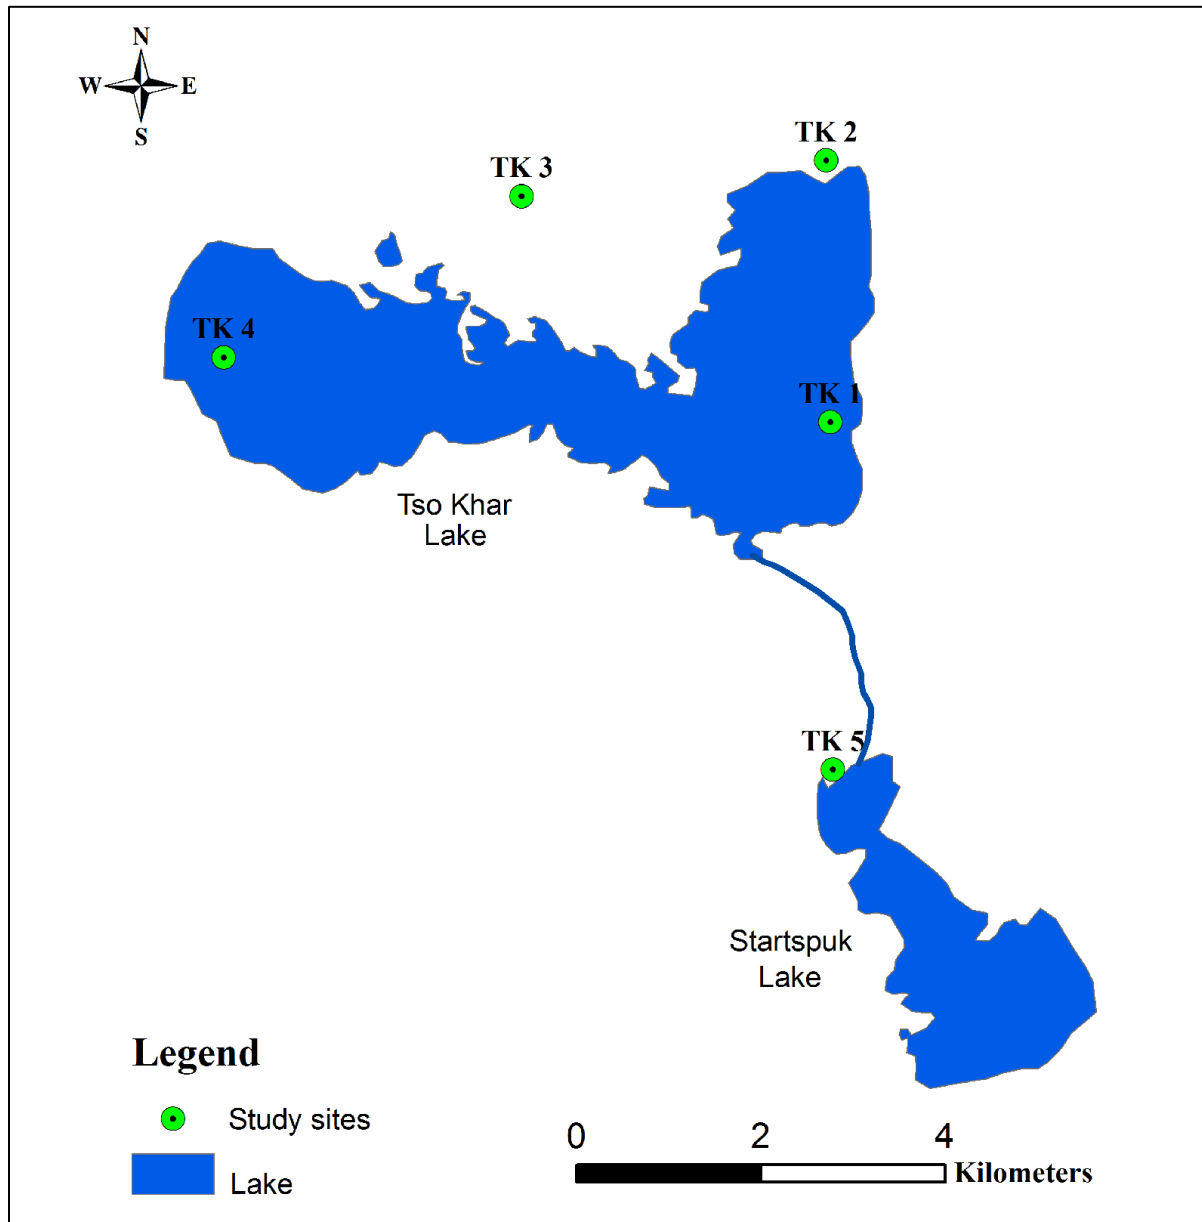 N
W E
S
TK 2
TK 3
TK 4
TK 1
Tso Khar
Lake
TK 5
Startspuk
Lake
Legend
Study sites
Lake
0 2 4
Kilometers